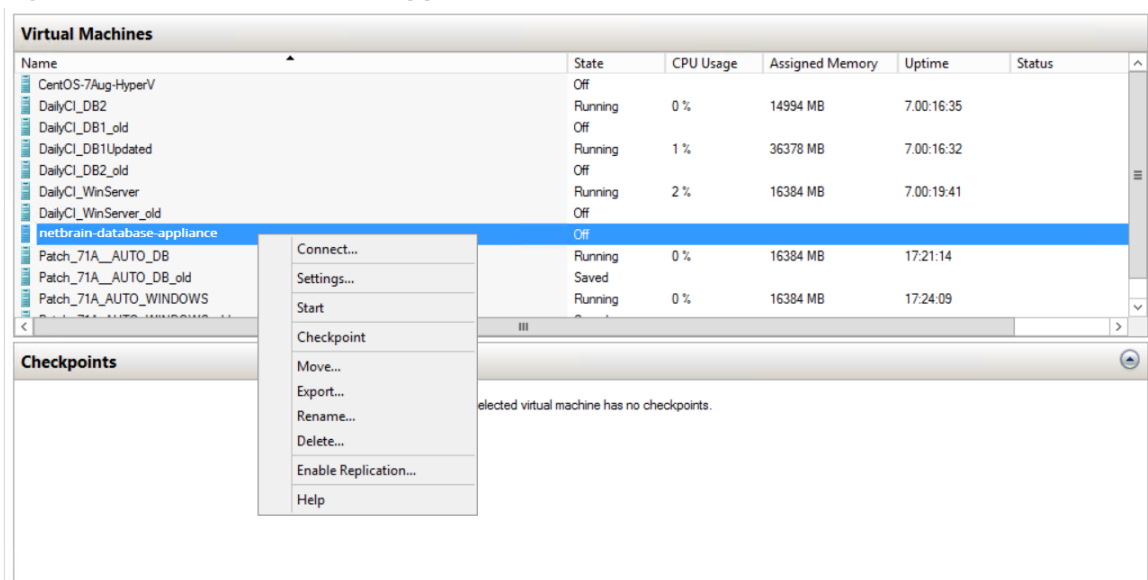 Virtual Machines
Name State CPU Usage Assigned Memory Uptime Status
CentOS-7Aug-HyperV Off
DailyCI_DB2 Running 0 % 14994 MB 7.00:16:35
DailyCI_DB1_old Off
DailyCI_DB1Updated Running 1 % 36378 MB 7.00:16:32
DailyCI_DB2_old Off
DailyCI_WinServer Running 2 % 16384 MB 7.00:19:41
DailyCI_WinServer_old Off
netbrain-database-appliance Off
Patch_71A__AUTO_DB Running 0 % 16384 MB 17:21:14
Patch_71A__AUTO_DB_old Saved
Patch_71A_AUTO_WINDOWS Running 0 % 16384 MB 17:24:09
Connect...
Settings...
Start
Checkpoint
Move...
Export...
Rename...
Delete...
Enable Replication...
Help
Checkpoints
elected virtual machine has no checkpoints.